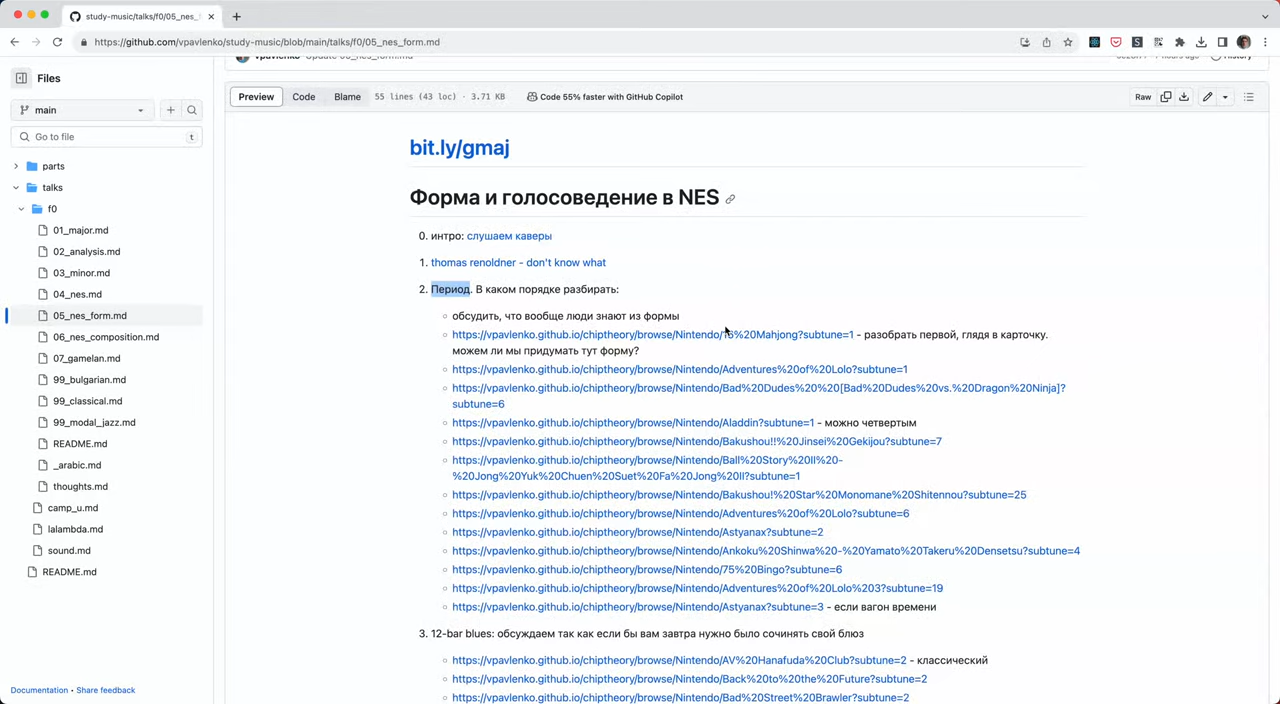 study-music/talks/f0/05_nes_
https://github.com/vpavlenko/study-music/blob/main/talks/f0/05_nes_form.md
Files
main
Go to file
t
parts
talks
f0
01_major.md
02_analysis.md
03_minor.md
04_nes.md
05_nes_form.md
06_nes_composition.md
07_gamelan.md
99_bulgarian.md
99_classical.md
99_modal_jazz.md
README.md
_arabic.md
thoughts.md
camp_u.md
lalambda.md
sound.md
README.md
Documentation • Share feedback
vpavlenko Update 05_nes_form.md
History
Preview Code Blame 55 lines (43 loc) · 3.71 KB Code 55% faster with GitHub Copilot Raw
bit.ly/gmaj
Форма и голосоведение в NES
0. интро: слушаем каверы
1. thomas renoldner - don't know what
2. Период. В каком порядке разбирать:
обсудить, что вообще люди знают из формы
https://vpavlenko.github.io/chiptheory/browse/Nintendo/16%20Mahjong?subtune=1 - разобрать первой, глядя в карточку.
можем ли мы придумать тут форму?
https://vpavlenko.github.io/chiptheory/browse/Nintendo/Adventures%20of%20Lolo?subtune=1
https://vpavlenko.github.io/chiptheory/browse/Nintendo/Bad%20Dudes%20%20[Bad%20Dudes%20vs.%20Dragon%20Ninja]?
subtune=6
https://vpavlenko.github.io/chiptheory/browse/Nintendo/Aladdin?subtune=1 - можно четвертым
https://vpavlenko.github.io/chiptheory/browse/Nintendo/Bakushou!!%20Jinsei%20Gekijou?subtune=7
https://vpavlenko.github.io/chiptheory/browse/Nintendo/Ball%20Story%20II%20-
%20Jong%20Yuk%20Chuen%20Suet%20Fa%20Jong%20II?subtune=1
https://vpavlenko.github.io/chiptheory/browse/Nintendo/Bakushou!%20Star%20Monomane%20Shitennou?subtune=25
https://vpavlenko.github.io/chiptheory/browse/Nintendo/Adventures%20of%20Lolo?subtune=6
https://vpavlenko.github.io/chiptheory/browse/Nintendo/Astyanax?subtune=2
https://vpavlenko.github.io/chiptheory/browse/Nintendo/Ankoku%20Shinwa%20-%20Yamato%20Takeru%20Densetsu?subtune=4
https://vpavlenko.github.io/chiptheory/browse/Nintendo/75%20Bingo?subtune=6
https://vpavlenko.github.io/chiptheory/browse/Nintendo/Adventures%20of%20Lolo%203?subtune=19
https://vpavlenko.github.io/chiptheory/browse/Nintendo/Astyanax?subtune=3 - если вагон времени
3. 12-bar blues: обсуждаем так как если бы вам завтра нужно было сочинять свой блюз
https://vpavlenko.github.io/chiptheory/browse/Nintendo/AV%20Hanafuda%20Club?subtune=2 - классический
https://vpavlenko.github.io/chiptheory/browse/Nintendo/Back%20to%20the%20Future?subtune=2
https://vpavlenko.github.io/chiptheory/browse/Nintendo/Bad%20Street%20Brawler?subtune=2